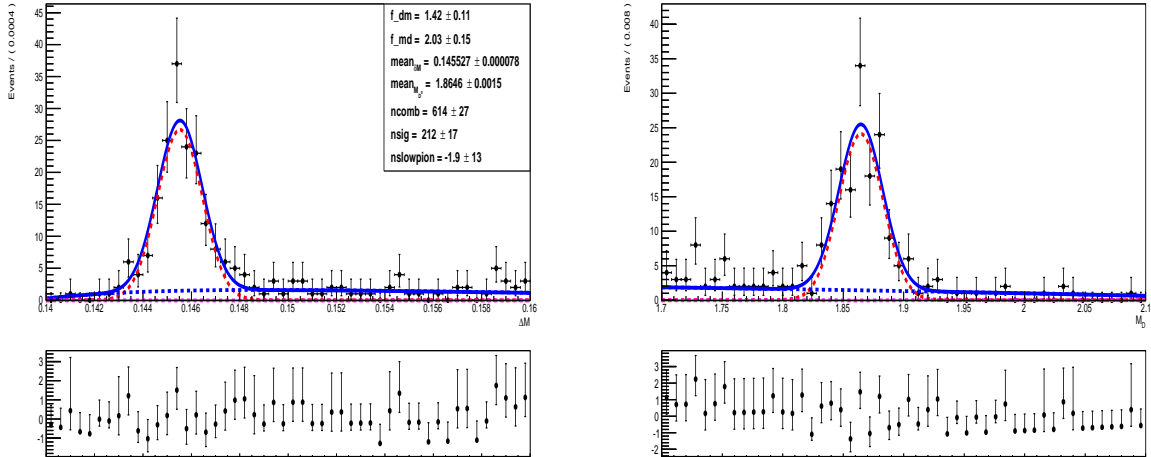 Events / ( 0.0004 )
45
40
35
30
25
20
15
10
5
0
f_dm = 1.42 ± 0.11
f_md = 2.03 ± 0.15
mean_{δM} = 0.145527 ± 0.000078
mean_{M_{D^0}} = 1.8646 ± 0.0015
ncomb = 614 ± 27
nsig = 212 ± 17
nslowpion = -1.9 ± 13
0.14 0.142 0.144 0.146 0.148 0.15 0.152 0.154 0.156 0.158 0.16
ΔM
3
2
1
0
-1
Events / ( 0.008 )
40
35
30
25
20
15
10
5
0
1.7 1.75 1.8 1.85 1.9 1.95 2 2.05 2.1
M_D
3
2
1
0
-1
-2